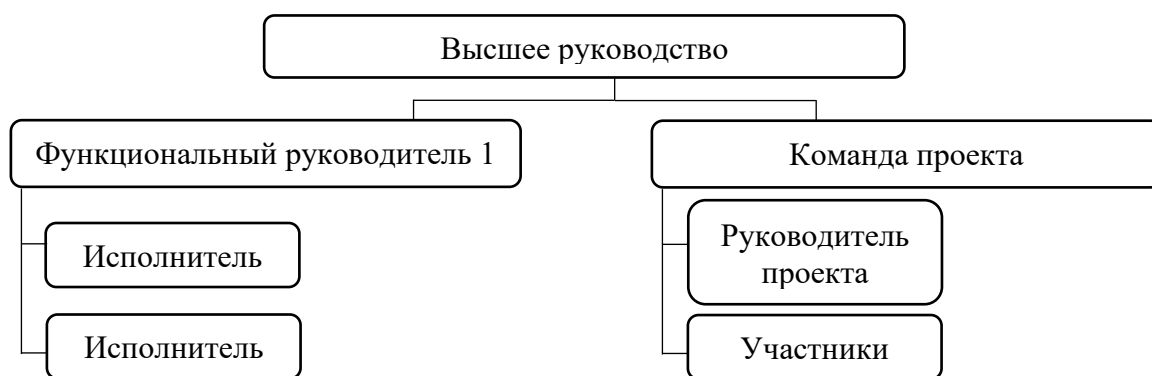 Высшее руководство
Функциональный руководитель 1
Команда проекта
Исполнитель
Исполнитель
Руководитель
проекта
Участники